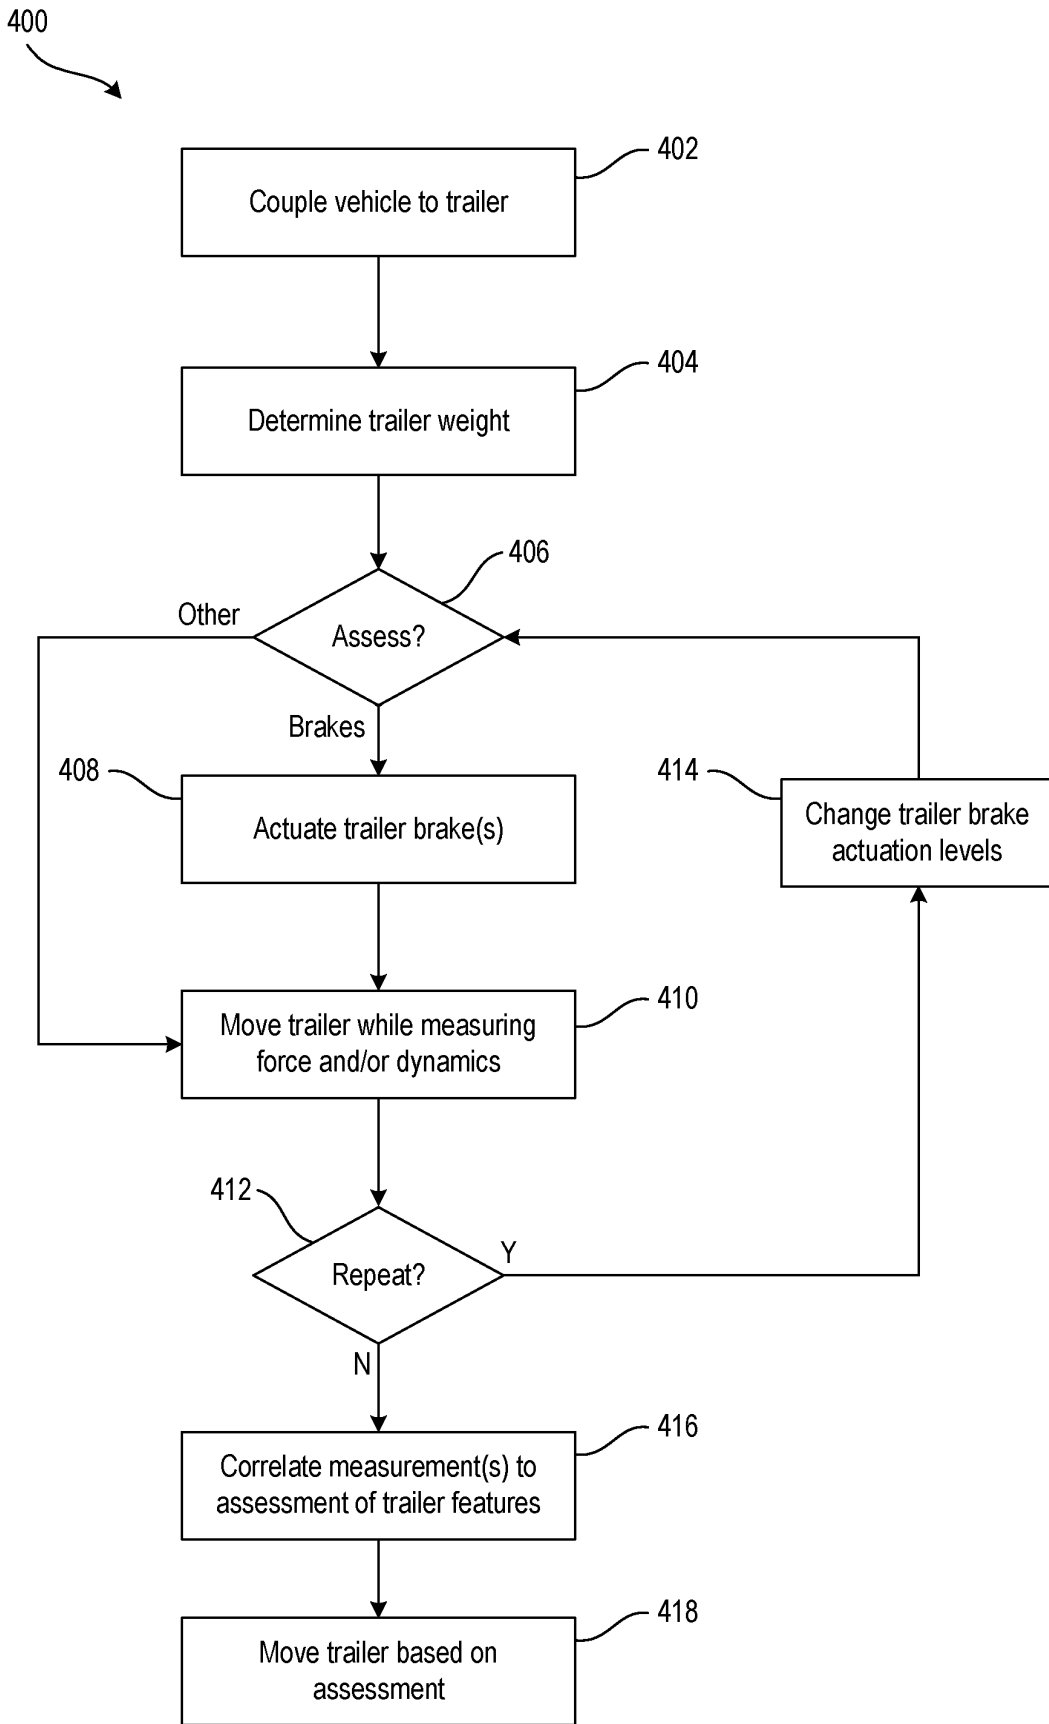 400
402
Couple vehicle to trailer
404
Determine trailer weight
406
Other
Assess?
Brakes
408
Actuate trailer brake(s)
414
Change trailer brake
actuation levels
410
Move trailer while measuring
force and/or dynamics
412
Repeat?
Y
N
416
Correlate measurement(s) to
assessment of trailer features
418
Move trailer based on
assessment